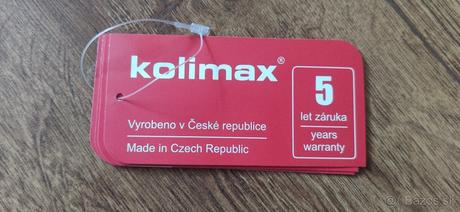 kolimax®
Vyrobeno v České republice
Made in Czech Republic
5
let záruka
years
warranty
Bazos.sk